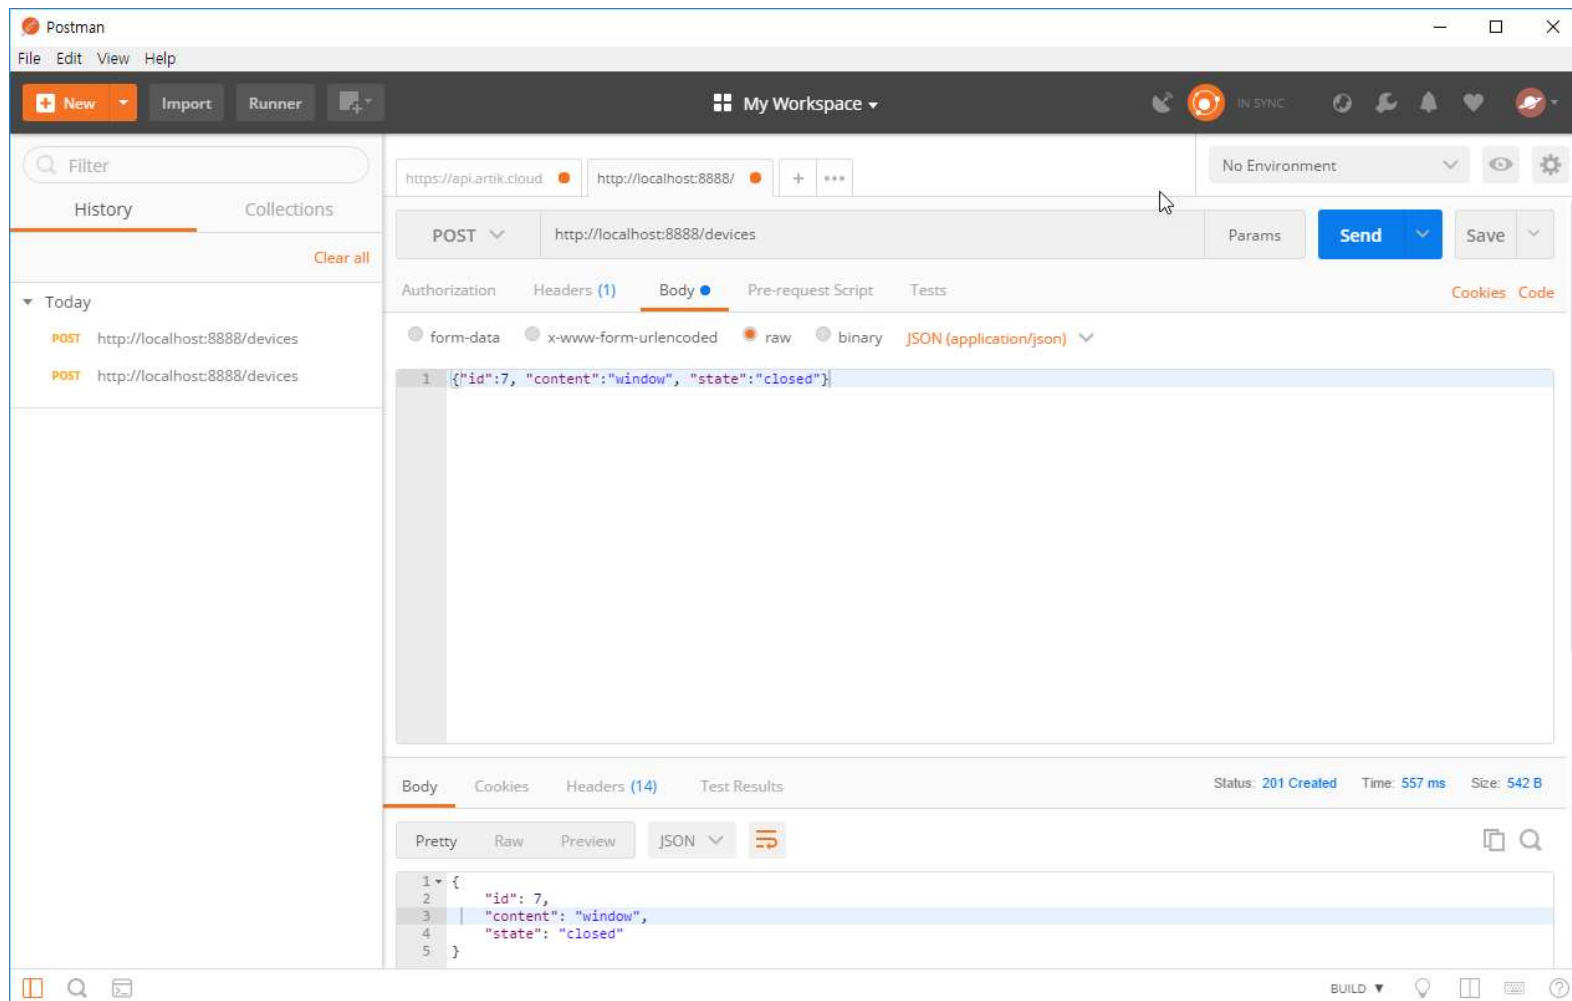 Postman
File Edit View Help
New Import Runner My Workspace IN SYNC
Filter
History Collections
Clear all
Today
POST http://localhost:8888/devices
POST http://localhost:8888/devices
https://api.artik.cloud http://localhost:8888/ + ••• No Environment
POST http://localhost:8888/devices Params Send Save
Authorization Headers (1) Body Pre-request Script Tests Cookies Code
form-data x-www-form-urlencoded raw binary JSON (application/json)
1 {"id":7, "content":"window", "state":"closed"}
Body Cookies Headers (14) Test Results Status: 201 Created Time: 557 ms Size: 542 B
Pretty Raw Preview JSON
1 {
2 "id": 7,
3 "content": "window",
4 "state": "closed"
5 }
BUILD ▼